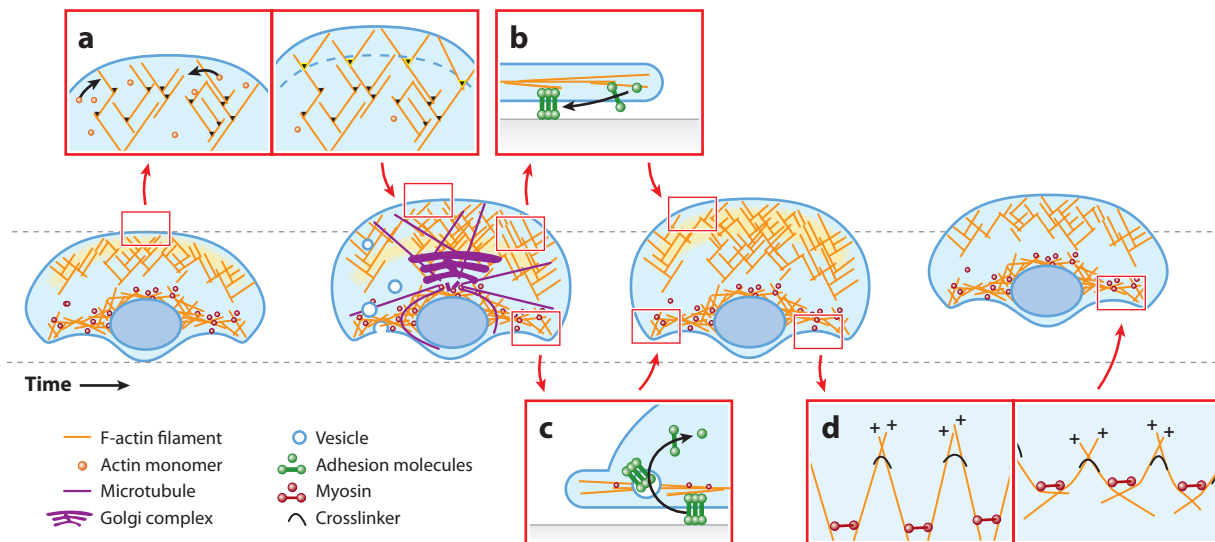 a
b
Time
c
d
+ +
+ +
+ +
+ +
F-actin filament
Actin monomer
Microtubule
Golgi complex
Vesicle
Adhesion molecules
Myosin
Crosslinker